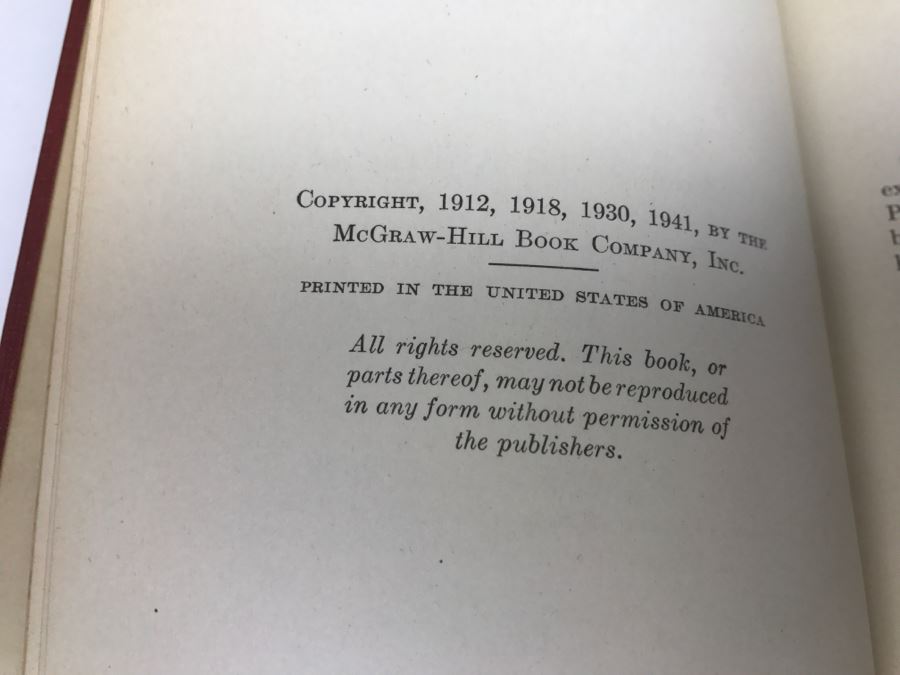 COPYRIGHT, 1912, 1918, 1930, 1941, BY THE
MCGRAW-HILL BOOK COMPANY, INC.
PRINTED IN THE UNITED STATES OF AMERICA
All rights reserved. This book, or
parts thereof, may not be reproduced
in any form without permission of
the publishers.